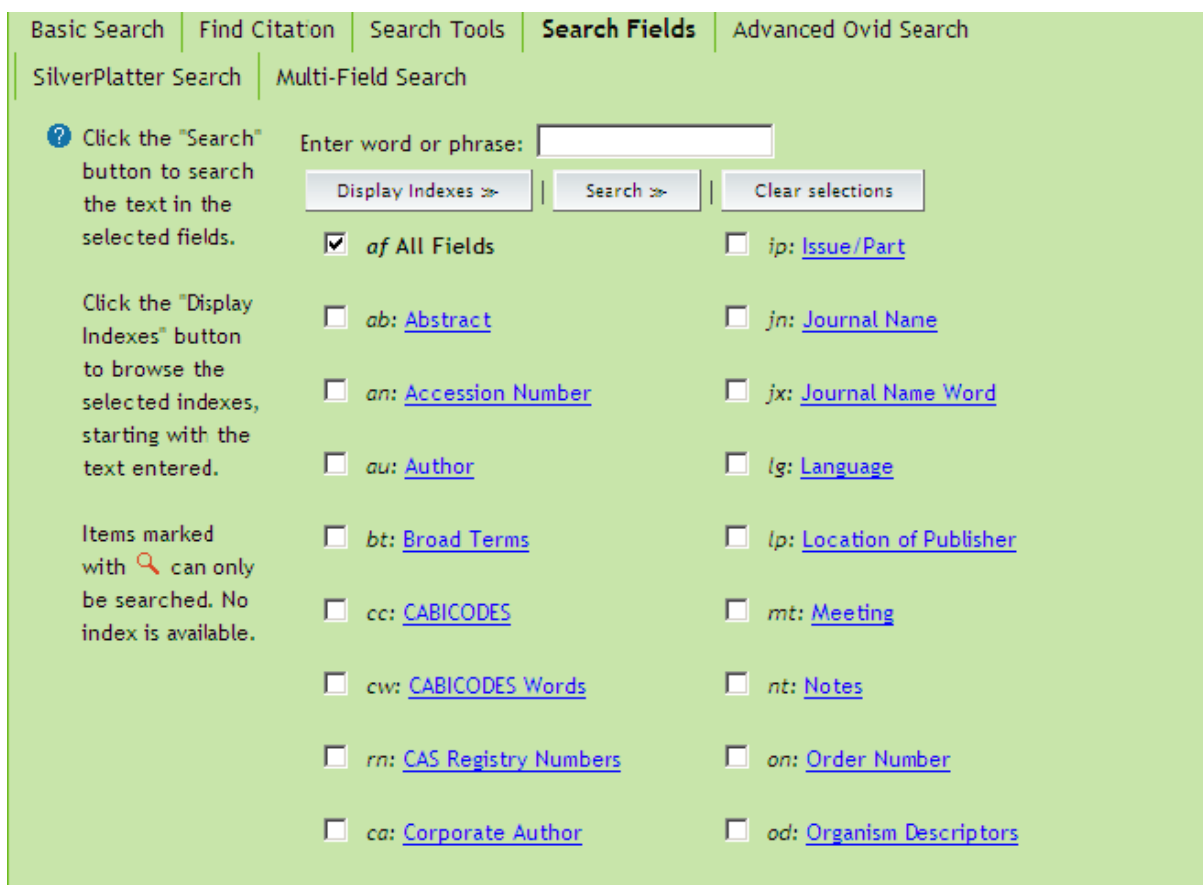 Basic Search Find Citation Search Tools Search Fields Advanced Ovid Search
SilverPlatter Search Multi-Field Search
Click the "Search"
button to search
the text in the
selected fields.
Click the "Display
Indexes" button
to browse the
selected indexes,
starting with the
text entered.
Items marked
with can only
be searched. No
index is available.
Enter word or phrase:
Display Indexes >> | Search >> | Clear selections
af All Fields
ab: Abstract
an: Accession Number
au: Author
bt: Broad Terms
cc: CABICODES
cw: CABICODES Words
rn: CAS Registry Numbers
ca: Corporate Author
ip: Issue/Part
jn: Journal Name
jx: Journal Name Word
lg: Language
lp: Location of Publisher
mt: Meeting
nt: Notes
on: Order Number
od: Organism Descriptors